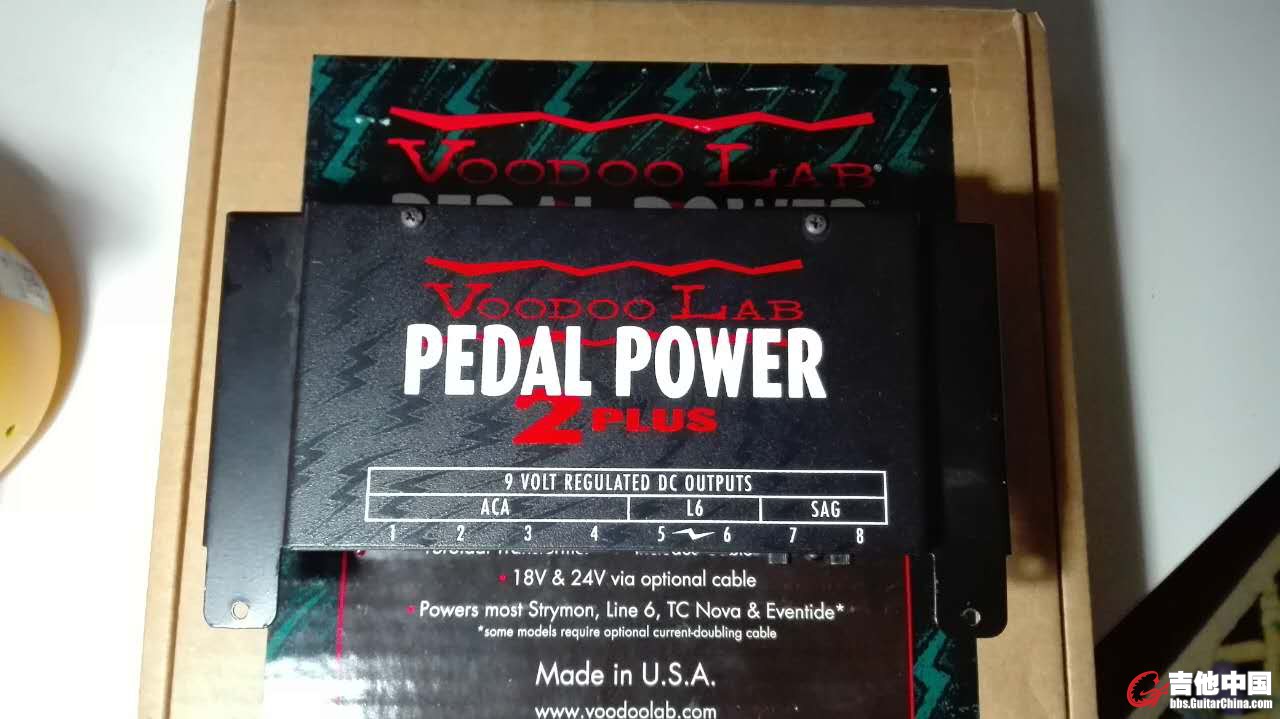 VOODOO LAB®
VOODOO LAB
PEDAL POWER
2 PLUS
9 VOLT REGULATED DC OUTPUTS
ACA L6 SAG
1 2 3 4 5 6 7 8
• 18V & 24V via optional cable
• Powers most Strymon, Line 6, TC Nova & Eventide*
*some models require optional current-doubling cable
Made in U.S.A.
www.voodoolab.com
吉他中国
bbs.GuitarChina.com